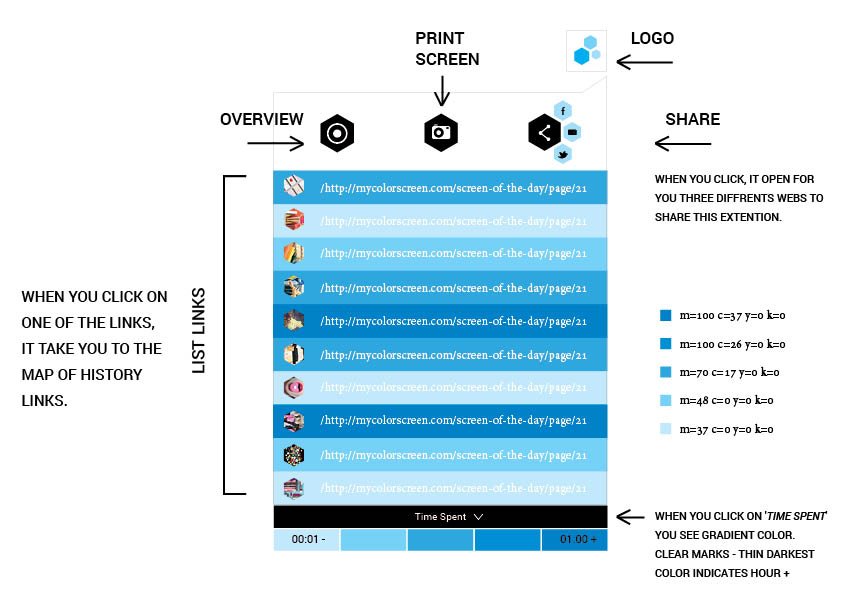 PRINT
SCREEN
LOGO
OVERVIEW
SHARE
f
WHEN YOU CLICK, IT OPEN FOR
YOU THREE DIFFRENTS WEBS TO
SHARE THIS EXTENTION.
/http://mycolorscreen.com/screen-of-the-day/page/21
/http://mycolorscreen.com/screen-of-the-day/page/21
/http://mycolorscreen.com/screen-of-the-day/page/21
/http://mycolorscreen.com/screen-of-the-day/page/21
/http://mycolorscreen.com/screen-of-the-day/page/21
/http://mycolorscreen.com/screen-of-the-day/page/21
/http://mycolorscreen.com/screen-of-the-day/page/21
/http://mycolorscreen.com/screen-of-the-day/page/21
/http://mycolorscreen.com/screen-of-the-day/page/21
/http://mycolorscreen.com/screen-of-the-day/page/21
WHEN YOU CLICK ON
ONE OF THE LINKS,
IT TAKE YOU TO THE
MAP OF HISTORY
LINKS.
LIST LINKS
m=100 c=37 y=0 k=0
m=100 c=26 y=0 k=0
m=70 c=17 y=0 k=0
m=48 c=0 y=0 k=0
m=37 c=0 y=0 k=0
Time Spent
00:01 -
01:00 +
WHEN YOU CLICK ON 'TIME SPENT'
YOU SEE GRADIENT COLOR.
CLEAR MARKS - THIN DARKEST
COLOR INDICATES HOUR +